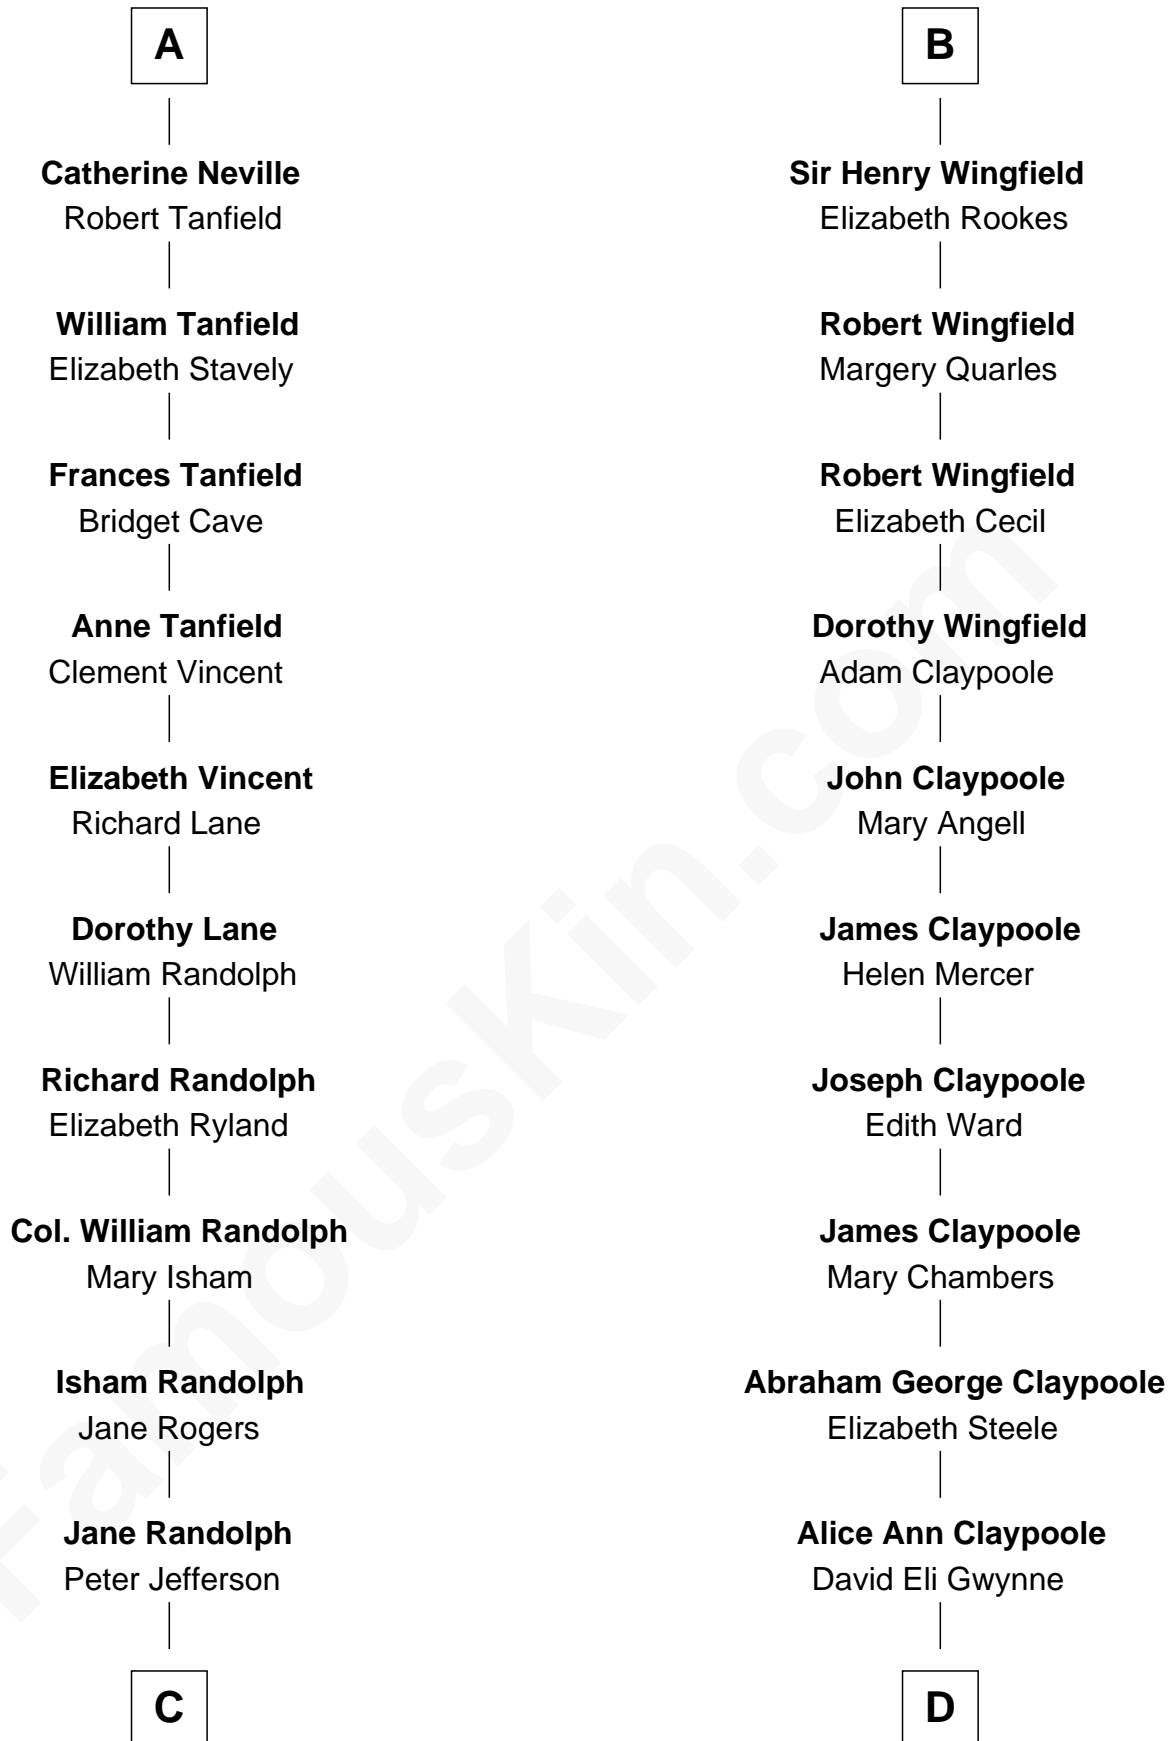 A
Catherine Neville
Robert Tanfield
William Tanfield
Elizabeth Stavely
Frances Tanfield
Bridget Cave
Anne Tanfield
Clement Vincent
Elizabeth Vincent
Richard Lane
Dorothy Lane
William Randolph
Richard Randolph
Elizabeth Ryland
Col. William Randolph
Mary Isham
Isham Randolph
Jane Rogers
Jane Randolph
Peter Jefferson
C
B
Sir Henry Wingfield
Elizabeth Rookes
Robert Wingfield
Margery Quarles
Robert Wingfield
Elizabeth Cecil
Dorothy Wingfield
Adam Claypoole
John Claypoole
Mary Angell
James Claypoole
Helen Mercer
Joseph Claypoole
Edith Ward
James Claypoole
Mary Chambers
Abraham George Claypoole
Elizabeth Steele
Alice Ann Claypoole
David Eli Gwynne
D
FamousKin.com